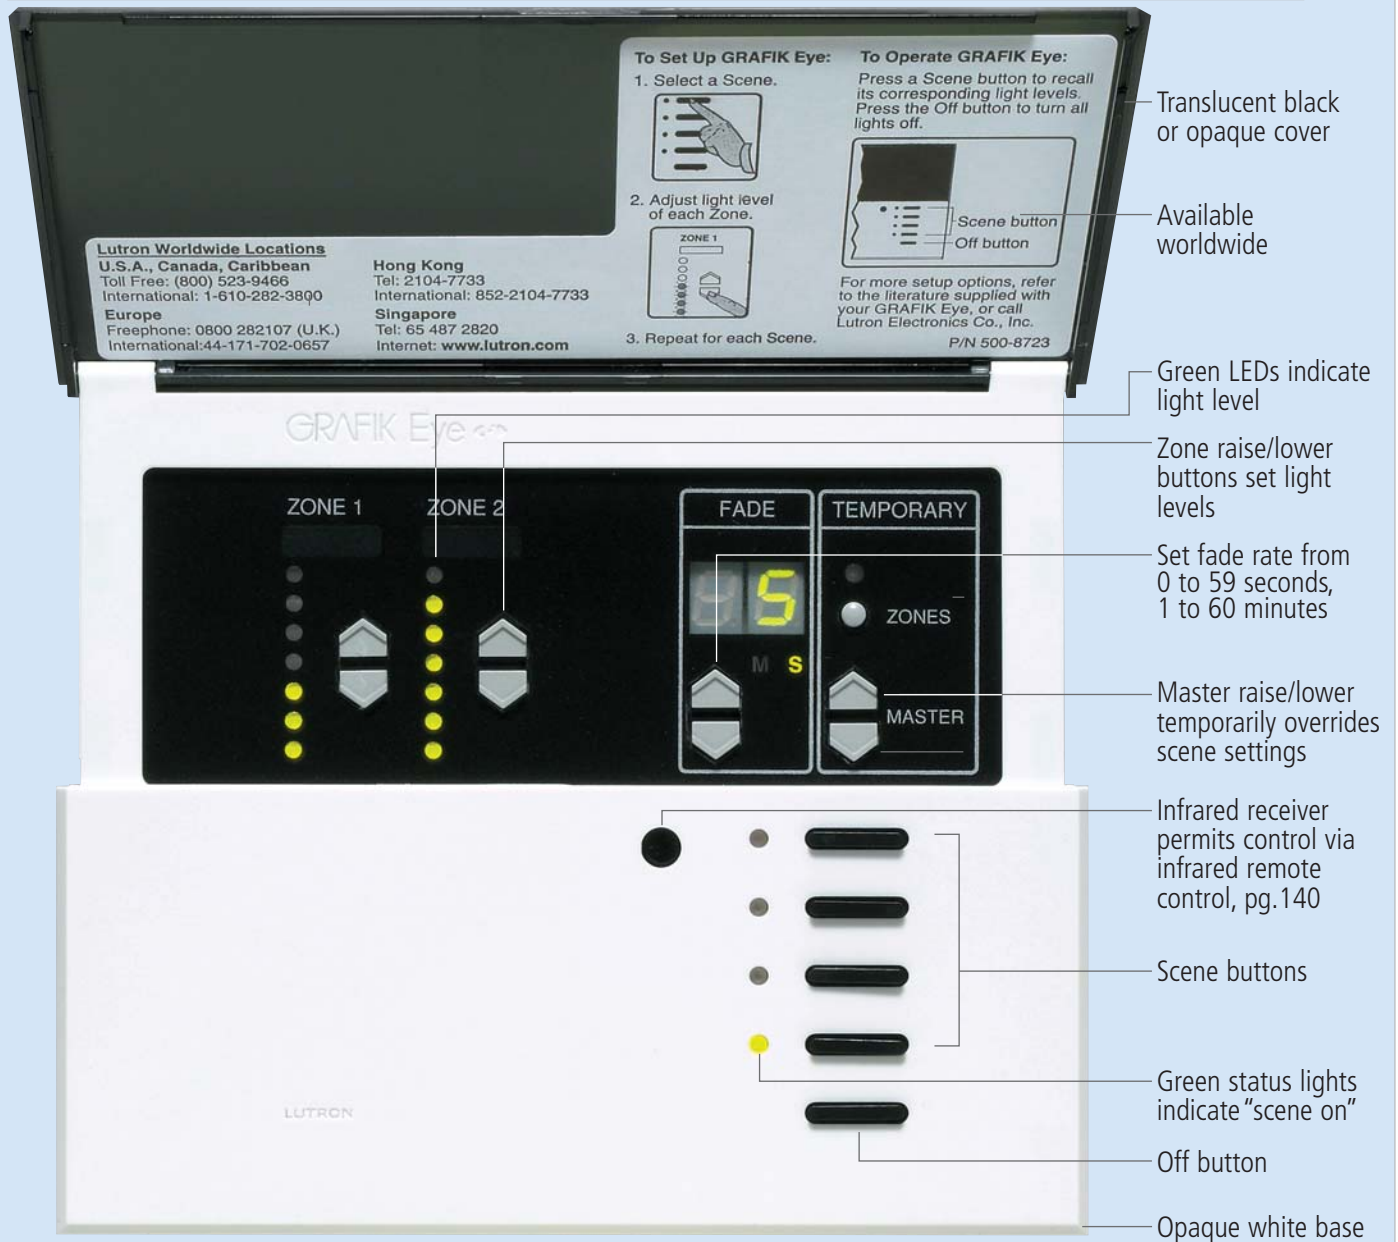 To Set Up GRAFIK Eye:
1. Select a Scene.
2. Adjust light level
of each Zone.
ZONE 1
3. Repeat for each Scene.
To Operate GRAFIK Eye:
Press a Scene button to recall
its corresponding light levels.
Press the Off button to turn all
lights off.
Scene button
Off button
For more setup options, refer
to the literature supplied with
your GRAFIK Eye, or call
Lutron Electronics Co., Inc.
P/N 500-8723
Lutron Worldwide Locations
U.S.A., Canada, Caribbean
Toll Free: (800) 523-9466
International: 1-610-282-3800
Europe
Freephone: 0800 282107 (U.K.)
International:44-171-702-0657
Hong Kong
Tel: 2104-7733
International: 852-2104-7733
Singapore
Tel: 65 487 2820
Internet: www.lutron.com
GRAFIK Eye
ZONE 1
ZONE 2
FADE
5
M S
TEMPORARY
ZONES
MASTER
LUTRON
Translucent black
or opaque cover
Available
worldwide
Green LEDs indicate
light level
Zone raise/lower
buttons set light
levels
Set fade rate from
0 to 59 seconds,
1 to 60 minutes
Master raise/lower
temporarily overrides
scene settings
Infrared receiver
permits control via
infrared remote
control, pg.140
Scene buttons
Green status lights
indicate "scene on"
Off button
Opaque white base